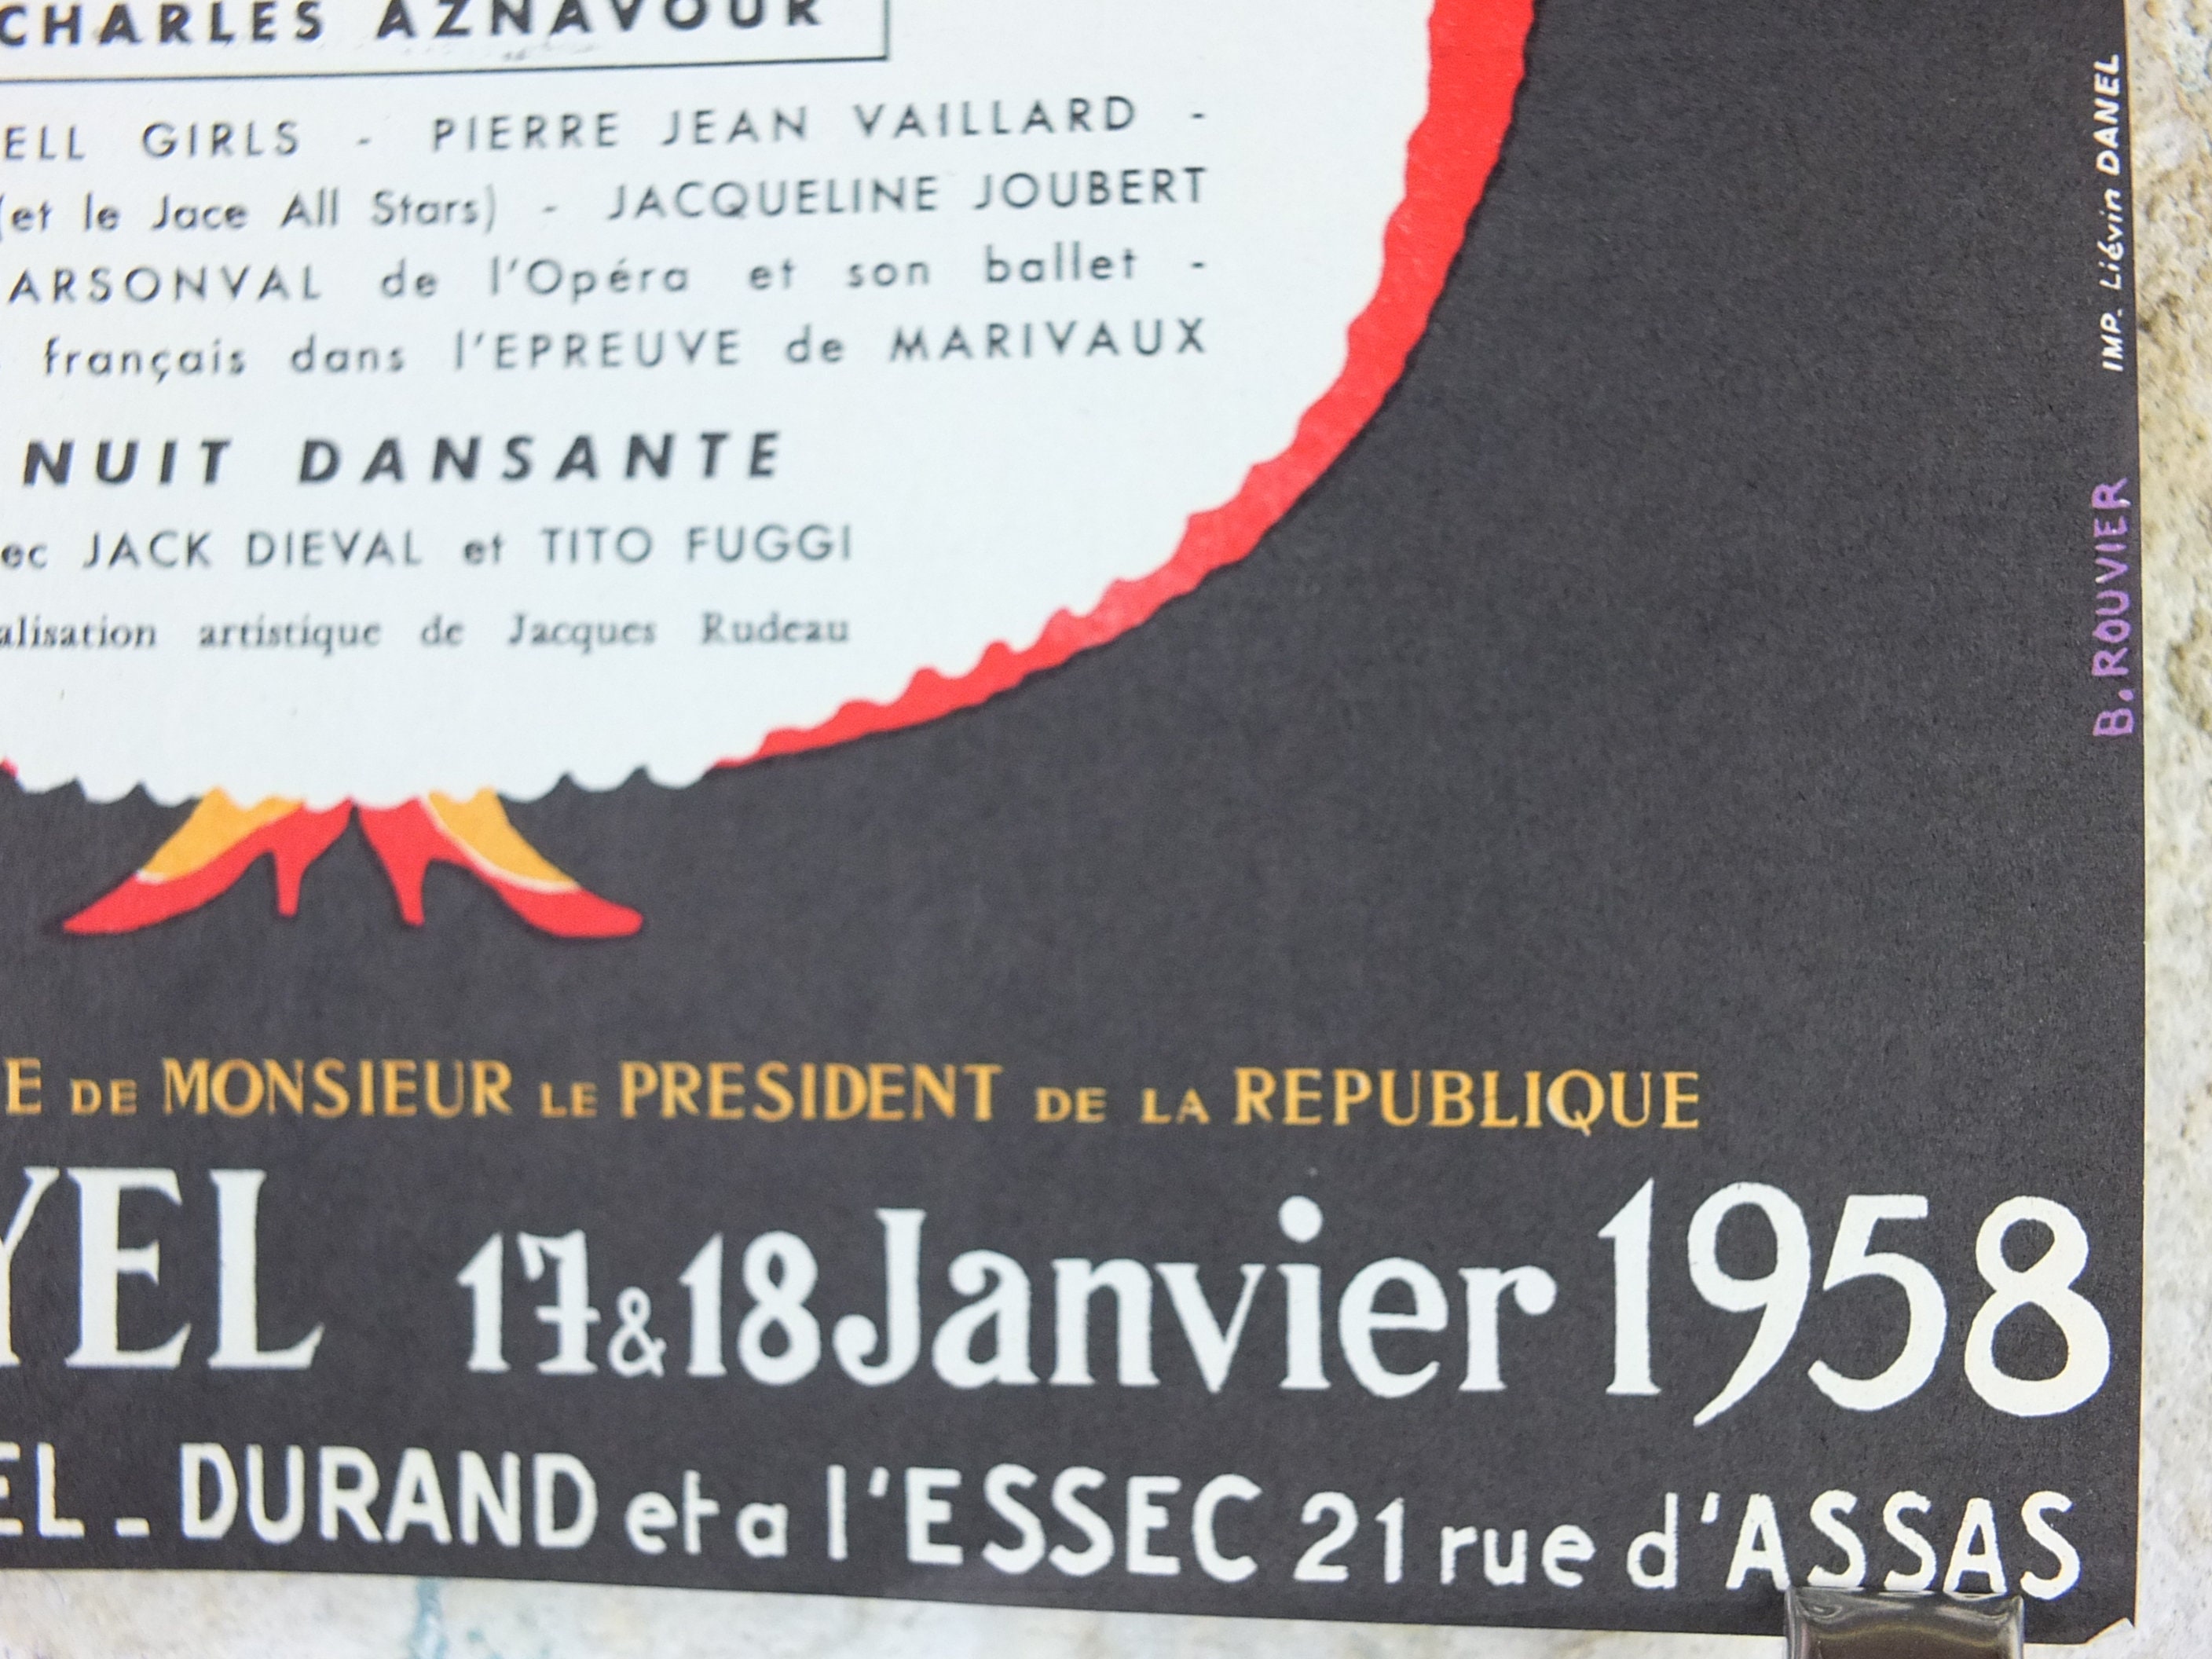 CHARLES AZNAVOUR
ELL GIRLS - PIERRE JEAN VAILLARD -
(et le Jace All Stars) - JACQUELINE JOUBERT
ARSONVAL de l'Opéra et son ballet -
français dans l'EPREUVE de MARIVAUX
NUIT DANSANTE
ec JACK DIEVAL et TITO FUGGI
alisation artistique de Jacques Rudeau
E DE MONSIEUR LE PRESIDENT DE LA REPUBLIQUE
YEL 17 & 18 Janvier 1958
EL - DURAND et a l'ESSEC 21 rue d'ASSAS
IMP. Liévin DANEL
B. ROUVIER